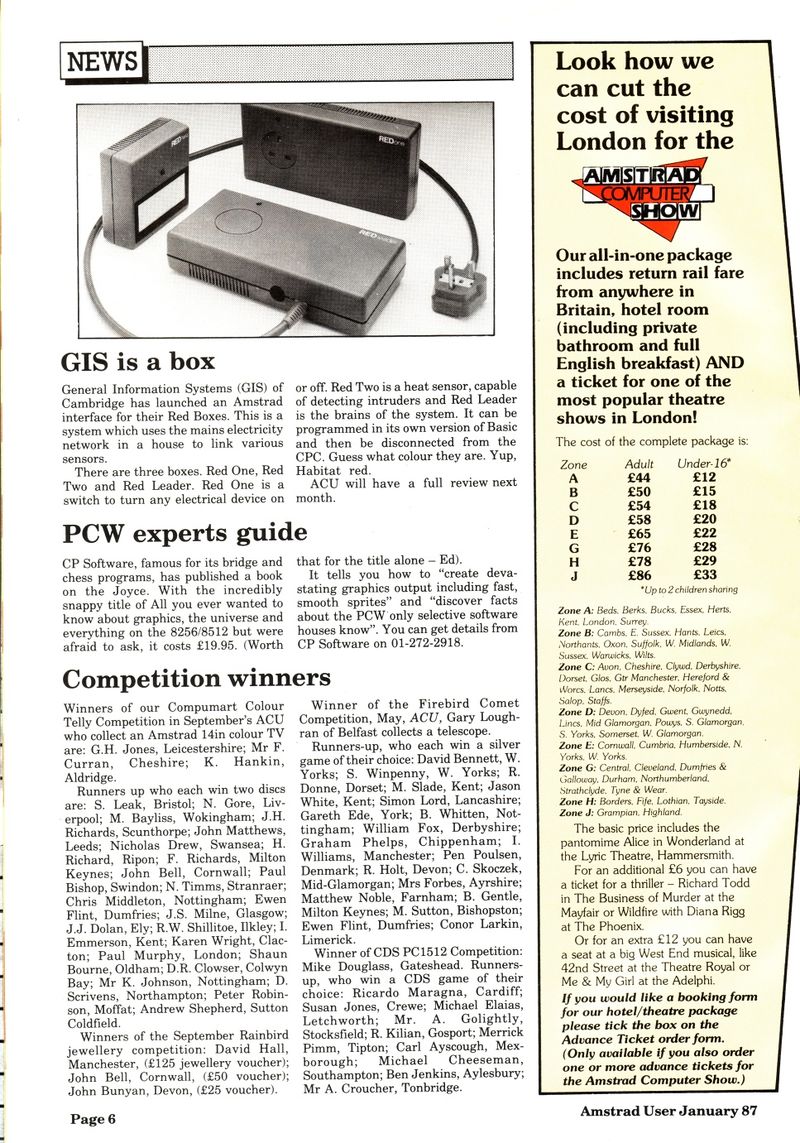 NEWS
RED two
RED one
RED leader
GIS is a box
General Information Systems (GIS) of
Cambridge has launched an Amstrad
interface for their Red Boxes. This is a
system which uses the mains electricity
network in a house to link various
sensors.
There are three boxes. Red One, Red
Two and Red Leader. Red One is a
switch to turn any electrical device on
or off. Red Two is a heat sensor, capable
of detecting intruders and Red Leader
is the brains of the system. It can be
programmed in its own version of Basic
and then be disconnected from the
CPC. Guess what colour they are. Yup,
Habitat red.
ACU will have a full review next
month.
PCW experts guide
CP Software, famous for its bridge and
chess programs, has published a book
on the Joyce. With the incredibly
snappy title of All you ever wanted to
know about graphics, the universe and
everything on the 8256/8512 but were
afraid to ask, it costs £19.95. (Worth
that for the title alone – Ed).
It tells you how to “create deva-
stating graphics output including fast,
smooth sprites” and “discover facts
about the PCW only selective software
houses know”. You can get details from
CP Software on 01-272-2918.
Competition winners
Winners of our Compumart Colour
Telly Competition in September's ACU
who collect an Amstrad 14in colour TV
are: G.H. Jones, Leicestershire; Mr F.
Curran, Cheshire; K. Hankin,
Aldridge.
Runners up who each win two discs
are: S. Leak, Bristol; N. Gore, Liv-
erpool; M. Bayliss, Wokingham; J.H.
Richards, Scunthorpe; John Matthews,
Leeds; Nicholas Drew, Swansea; H.
Richard, Ripon; F. Richards, Milton
Keynes; John Bell, Cornwall; Paul
Bishop, Swindon; N. Timms, Stranraer;
Chris Middleton, Nottingham; Ewen
Flint, Dumfries; J.S. Milne, Glasgow;
J.J. Dolan, Ely; R.W. Shillitoe, Ilkley; I.
Emmerson, Kent; Karen Wright, Clac-
ton; Paul Murphy, London; Shaun
Bourne, Oldham; D.R. Clowser, Colwyn
Bay; Mr K. Johnson, Nottingham; D.
Scrivens, Northampton; Peter Robin-
son, Moffat; Andrew Shepherd, Sutton
Coldfield.
Winners of the September Rainbird
jewellery competition: David Hall,
Manchester, (£125 jewellery voucher);
John Bell, Cornwall, (£50 voucher);
John Bunyan, Devon, (£25 voucher).
Winner of the Firebird Comet
Competition, May, ACU, Gary Lough-
ran of Belfast collects a telescope.
Runners-up, who each win a silver
game of their choice: David Bennett, W.
Yorks; S. Winpenny, W. Yorks; R.
Donne, Dorset; M. Slade, Kent; Jason
White, Kent; Simon Lord, Lancashire;
Gareth Ede, York; B. Whitten, Not-
tingham; William Fox, Derbyshire;
Graham Phelps, Chippenham; I.
Williams, Manchester; Pen Poulsen,
Denmark; R. Holt, Devon; C. Skoczek,
Mid-Glamorgan; Mrs Forbes, Ayrshire;
Matthew Noble, Farnham; B. Gentle,
Milton Keynes; M. Sutton, Bishopston;
Ewen Flint, Dumfries; Conor Larkin,
Limerick.
Winner of CDS PC1512 Competition:
Mike Douglass, Gateshead. Runners-
up, who win a CDS game of their
choice: Ricardo Maragna, Cardiff;
Susan Jones, Crewe; Michael Elaias,
Letchworth; Mr. A. Golightly,
Stocksfield; R. Kilian, Gosport; Merrick
Pimm, Tipton; Carl Ayscough, Mex-
borough; Michael Cheeseman,
Southampton; Ben Jenkins, Aylesbury;
Mr A. Croucher, Tonbridge.
Look how we
can cut the
cost of visiting
London for the
AMSTRAD
COMPUTER
SHOW
Our all-in-one package
includes return rail fare
from anywhere in
Britain, hotel room
(including private
bathroom and full
English breakfast) AND
a ticket for one of the
most popular theatre
shows in London!
The cost of the complete package is:
Zone Adult Under-16*
A £44 £12
B £50 £15
C £54 £18
D £58 £20
E £65 £22
G £76 £28
H £78 £29
J £86 £33
*Up to 2 children sharing
Zone A: Beds, Berks, Bucks, Essex, Herts,
Kent, London, Surrey.
Zone B: Cambs, E. Sussex, Hants, Leics,
Northants, Oxon, Suffolk, W. Midlands, W.
Sussex, Warwicks, Wilts.
Zone C: Avon, Cheshire, Clywd, Derbyshire,
Dorset, Glos, Gtr Manchester, Hereford &
Worcs, Lancs, Merseyside, Norfolk, Notts,
Salop, Staffs.
Zone D: Devon, Dyfed, Gwent, Gwynedd,
Lincs, Mid Glamorgan, Powys, S. Glamorgan,
S. Yorks, Somerset, W. Glamorgan.
Zone E: Cornwall, Cumbria, Humberside, N.
Yorks, W. Yorks.
Zone G: Central, Cleveland, Dumfries &
Galloway, Durham, Northumberland,
Strathclyde, Tyne & Wear.
Zone H: Borders, Fife, Lothian, Tayside.
Zone J: Grampian, Highland.
The basic price includes the
pantomime Alice in Wonderland at
the Lyric Theatre, Hammersmith.
For an additional £6 you can have
a ticket for a thriller – Richard Todd
in The Business of Murder at the
Mayfair or Wildfire with Diana Rigg
at The Phoenix.
Or for an extra £12 you can have
a seat at a big West End musical, like
42nd Street at the Theatre Royal or
Me & My Girl at the Adelphi.
If you would like a booking form
for our hotel/theatre package
please tick the box on the
Advance Ticket order form.
(Only available if you also order
one or more advance tickets for
the Amstrad Computer Show.)
Page 6
Amstrad User January 87